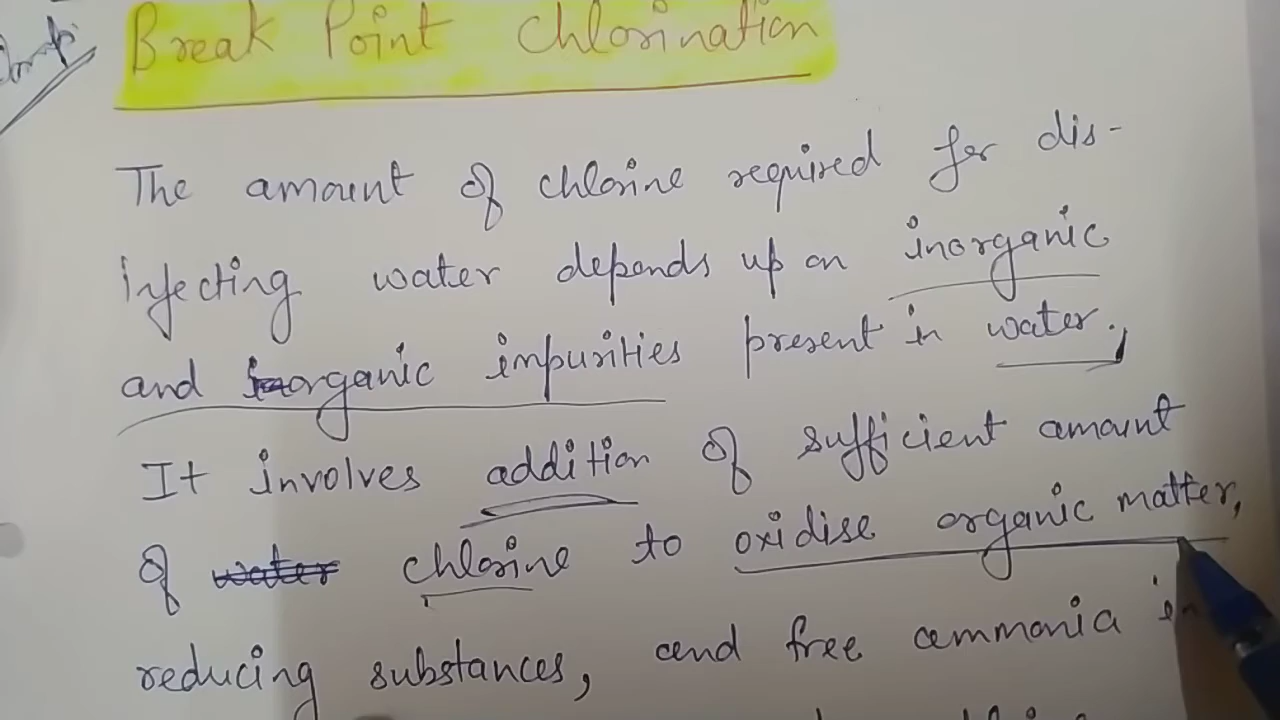 Break Point Chlorination
The amount of chlorine required for dis-
infecting water depends up on inorganic
and organic impurities present in water.,
It involves addition of sufficient amount
of water chlorine to oxidise organic matter,
reducing substances, and free ammonia in